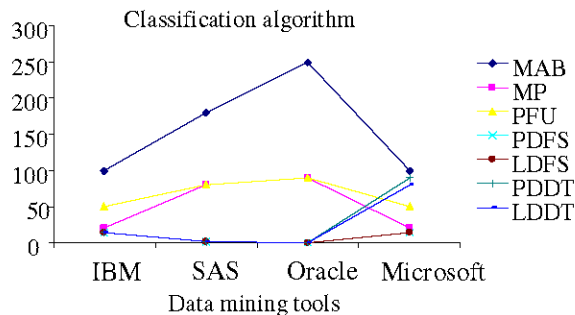 Classification algorithm
300
250
200
150
100
50
0
IBM SAS Oracle Microsoft
Data mining tools
MAB
MP
PFU
PDFS
LDFS
PDDT
LDDT